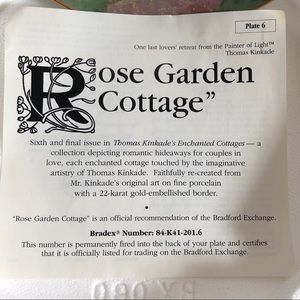 Plate 6
One last lovers' retreat from the Painter of Light™
Thomas Kinkade
Rose Garden
Cottage”
Sixth and final issue in Thomas Kinkade's Enchanted Cottages — a
collection depicting romantic hideaways for couples in
love, each enchanted cottage touched by the imaginative
artistry of Thomas Kinkade. Faithfully re-created from
Mr. Kinkade's original art on fine porcelain
with a 22-karat gold-embellished border.
•
“Rose Garden Cottage” is an official recommendation of the Bradford Exchange.
Bradex® Number: 84-K41-201.6
This number is permanently fired into the back of your plate and certifies
that it is officially listed for trading on the Bradford Exchange.